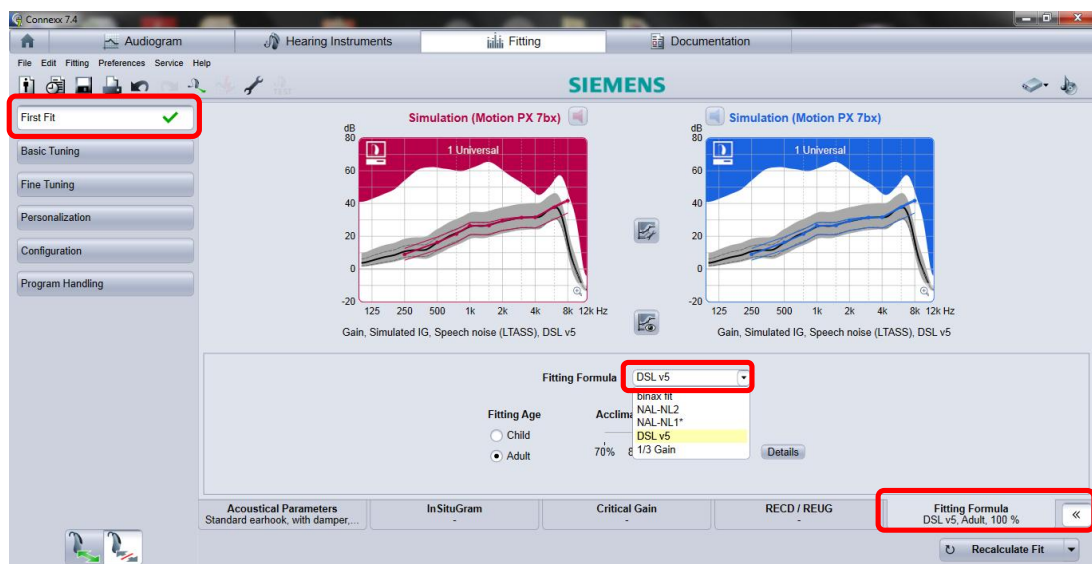 Connexx 7.4
Audiogram
Hearing Instruments
Fitting
Documentation
File Edit Fitting Preferences Service Help
SIEMENS
First Fit
Basic Tuning
Fine Tuning
Personalization
Configuration
Program Handling
Simulation (Motion PX 7bx)
dB
80
60
40
20
0
-20
1 Universal
125 250 500 1k 2k 4k 8k 12k Hz
Gain, Simulated IG, Speech noise (LTASS), DSL v5
Simulation (Motion PX 7bx)
dB
80
60
40
20
0
-20
1 Universal
125 250 500 1k 2k 4k 8k 12k Hz
Gain, Simulated IG, Speech noise (LTASS), DSL v5
Fitting Formula DSL v5
binax fit
NAL-NL2
NAL-NL1*
DSL v5
1/3 Gain
Fitting Age
Child
Adult
70%
Details
Acoustical Parameters
Standard earhook, with damper,...
InSituGram
-
Critical Gain
-
RECD / REUG
-
Fitting Formula
DSL v5, Adult, 100 %
«
Recalculate Fit